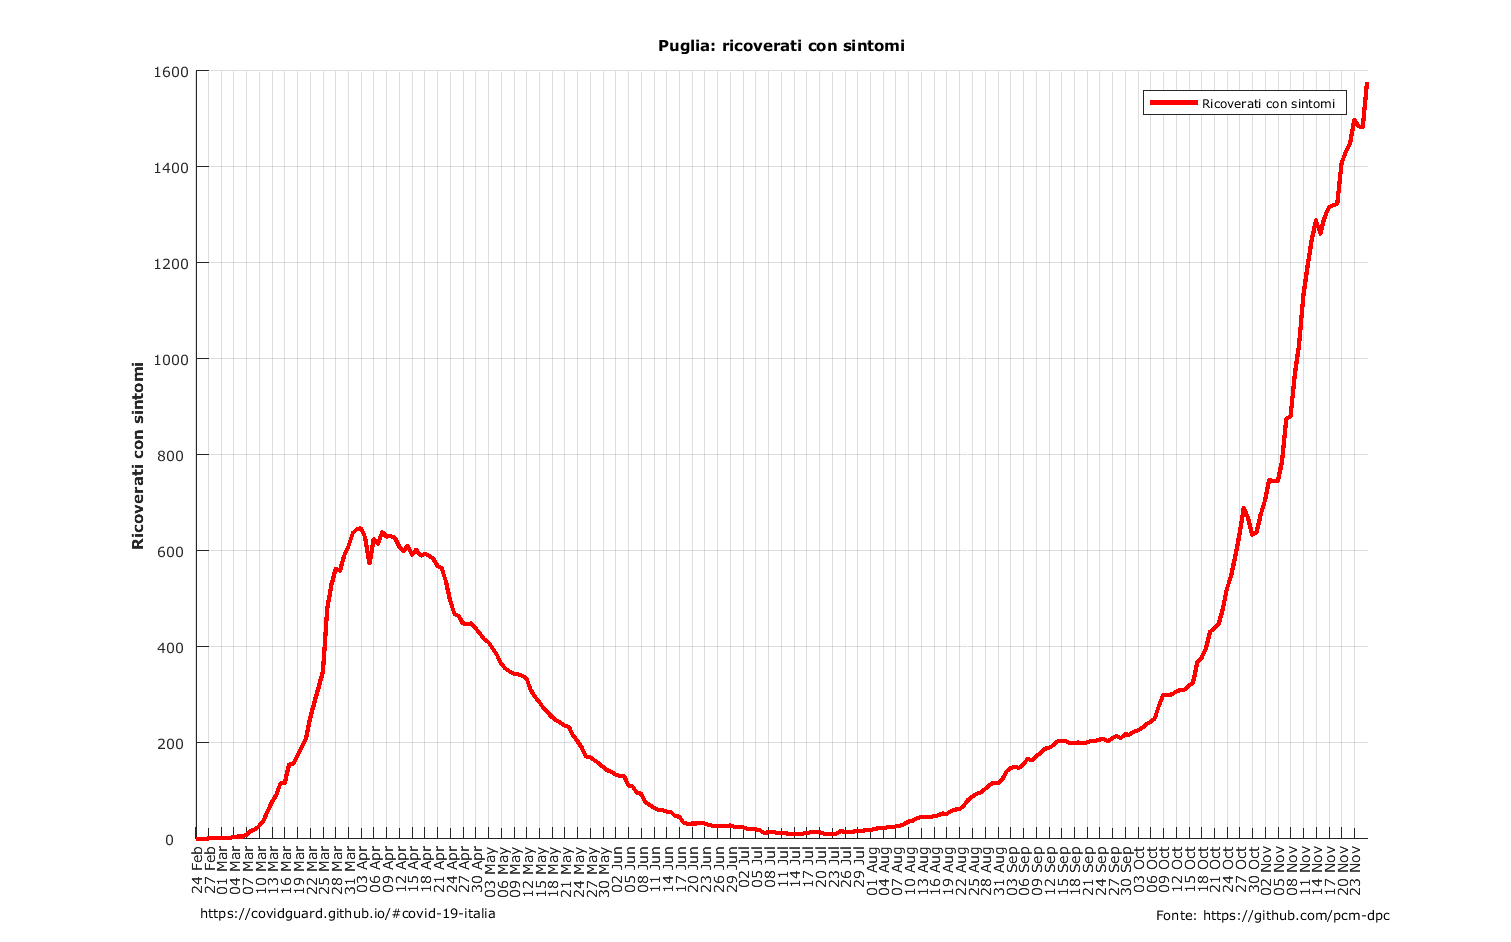 Puglia: ricoverati con sintomi
Ricoverati con sintomi
Ricoverati con sintomi
1600
1400
1200
1000
800
600
400
200
0
24 Feb
27 Feb
01 Mar
04 Mar
07 Mar
10 Mar
13 Mar
16 Mar
19 Mar
22 Mar
25 Mar
28 Mar
31 Mar
03 Apr
06 Apr
09 Apr
12 Apr
15 Apr
18 Apr
21 Apr
24 Apr
27 Apr
30 Apr
03 May
06 May
09 May
12 May
15 May
18 May
21 May
24 May
27 May
30 May
02 Jun
05 Jun
08 Jun
11 Jun
14 Jun
17 Jun
20 Jun
23 Jun
26 Jun
29 Jun
02 Jul
05 Jul
08 Jul
11 Jul
14 Jul
17 Jul
20 Jul
23 Jul
26 Jul
29 Jul
01 Aug
04 Aug
07 Aug
10 Aug
13 Aug
16 Aug
19 Aug
22 Aug
25 Aug
28 Aug
31 Aug
03 Sep
06 Sep
09 Sep
12 Sep
15 Sep
18 Sep
21 Sep
24 Sep
27 Sep
30 Sep
03 Oct
06 Oct
09 Oct
12 Oct
15 Oct
18 Oct
21 Oct
24 Oct
27 Oct
30 Oct
02 Nov
05 Nov
08 Nov
11 Nov
14 Nov
17 Nov
20 Nov
23 Nov
https://covidguard.github.io/#covid-19-italia
Fonte: https://github.com/pcm-dpc